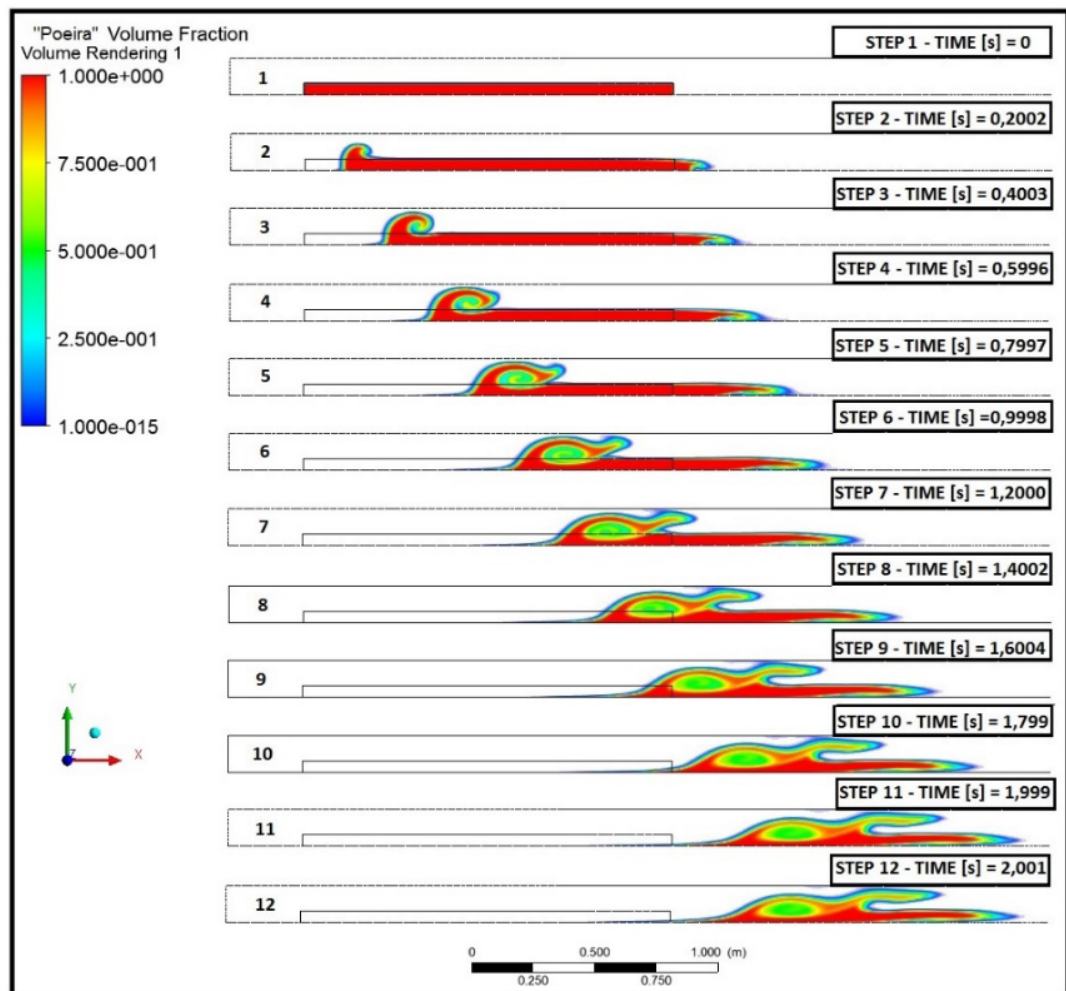 "Poeira" Volume Fraction
Volume Rendering 1
1.000e+000
7.500e-001
5.000e-001
2.500e-001
1.000e-015
STEP 1 - TIME [s] = 0
1
STEP 2 - TIME [s] = 0,2002
2
STEP 3 - TIME [s] = 0,4003
3
STEP 4 - TIME [s] = 0,5996
4
STEP 5 - TIME [s] = 0,7997
5
STEP 6 - TIME [s] =0,9998
6
STEP 7 - TIME [s] = 1,2000
7
STEP 8 - TIME [s] = 1,4002
8
STEP 9 - TIME [s] = 1,6004
9
STEP 10 - TIME [s] = 1,799
10
STEP 11 - TIME [s] = 1,999
11
STEP 12 - TIME [s] = 2,001
12
Y
Z
X
0 0.500 1.000 (m)
0.250 0.750